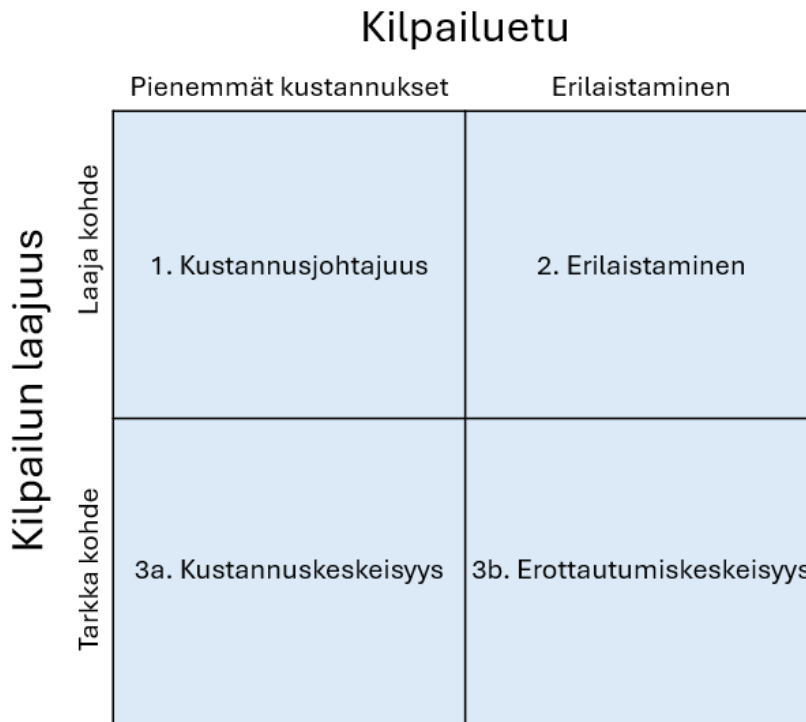 Kilpailuetu
Pienemmät kustannukset
Erilaistaminen
Kilpailun laajuus
Laaja kohde
1. Kustannusjohtajuus
2. Erilaistaminen
Tarkka kohde
3a. Kustannuskeskeisyys
3b. Erottautumiskeskeisyys